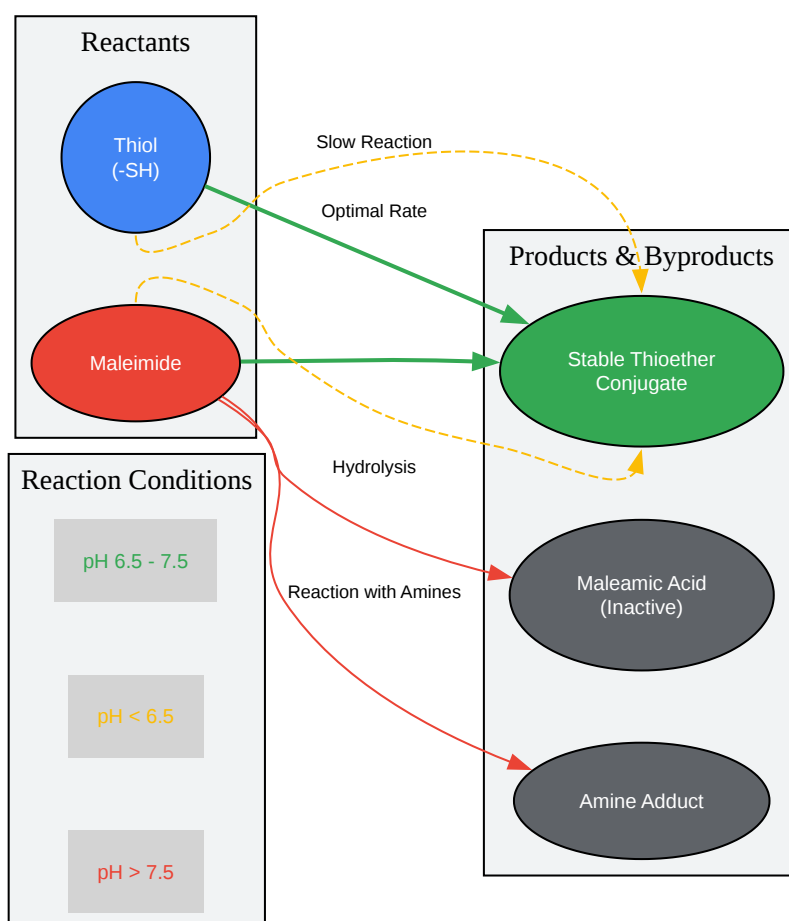 Reactants
Thiol
(-SH)
Maleimide
Slow Reaction
Optimal Rate
Hydrolysis
Reaction with Amines
Products & Byproducts
Stable Thioether
Conjugate
Maleamic Acid
(Inactive)
Amine Adduct
Reaction Conditions
pH 6.5 - 7.5
pH < 6.5
pH > 7.5